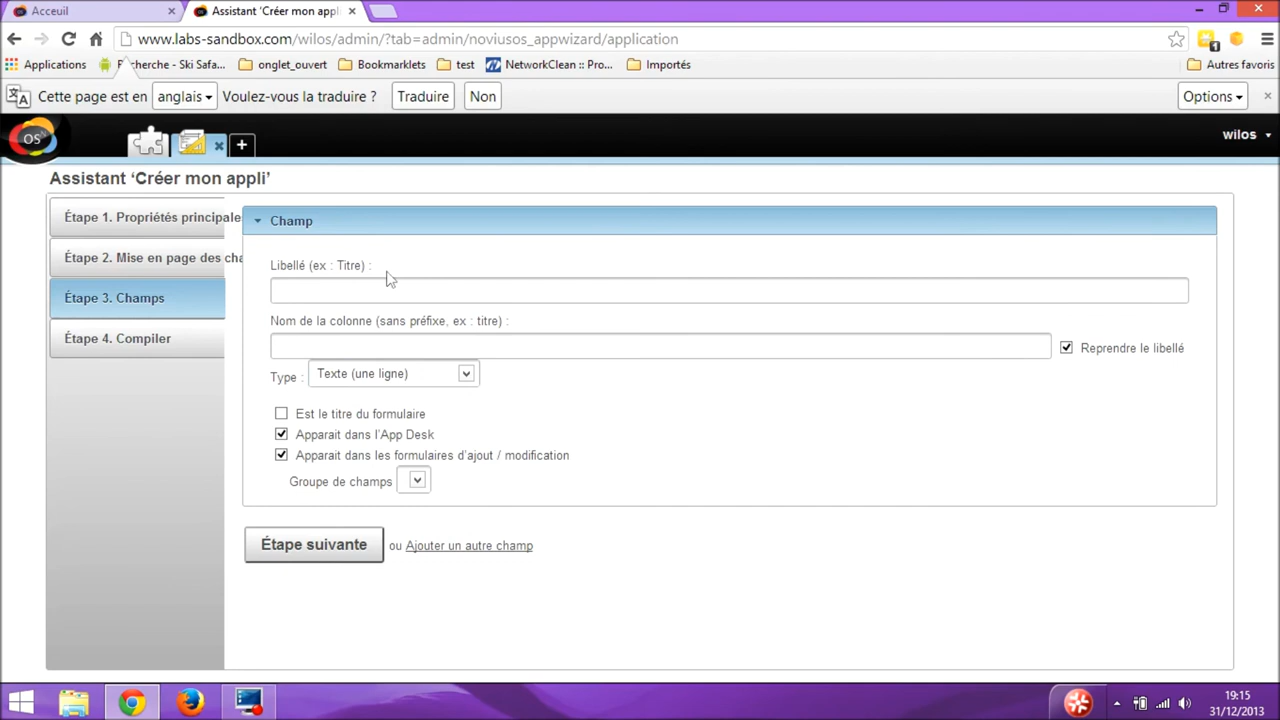 Acceuil
Assistant ‘Créer mon appli
www.labs-sandbox.com/wilos/admin/?tab=admin/noviusos_appwizard/application
Applications
cherche - Ski Safa...
onglet_ouvert
Bookmarklets
test
NetworkClean :: Pro...
Importés
Autres favoris
1
Cette page est en
anglais
Voulez-vous la traduire ?
Traduire
Non
Options
OS
wilos
Assistant ‘Créer mon appli’
Étape 1. Propriétés principale
Étape 2. Mise en page des cha
Étape 3. Champs
Étape 4. Compiler
Champ
Libellé (ex : Titre) :
Nom de la colonne (sans préfixe, ex : titre) :
Reprendre le libellé
Type :
Texte (une ligne)
Est le titre du formulaire
Apparait dans l’App Desk
Apparait dans les formulaires d’ajout / modification
Groupe de champs
Étape suivante
ou Ajouter un autre champ
19:15
31/12/2013